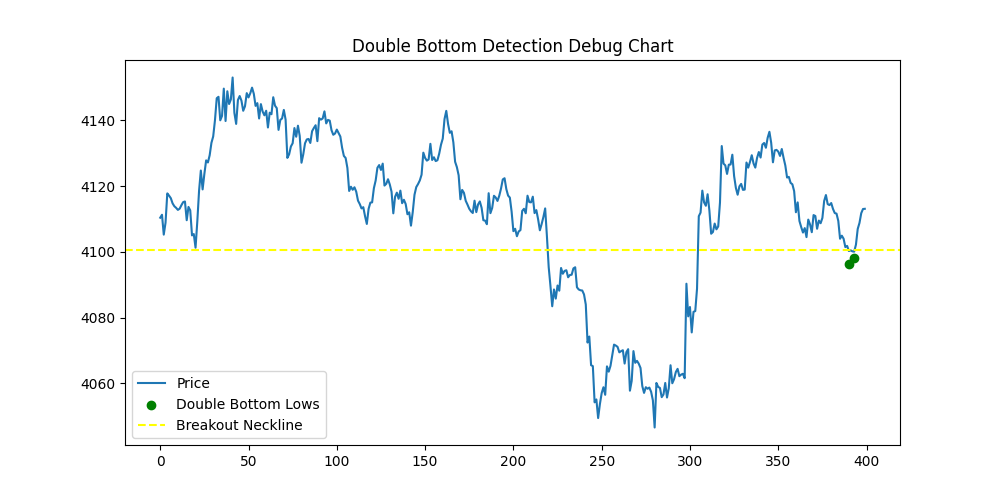 Double Bottom Detection Debug Chart
4140
4120
4100
4080
4060
Price
Double Bottom Lows
Breakout Neckline
0 50 100 150 200 250 300 350 400